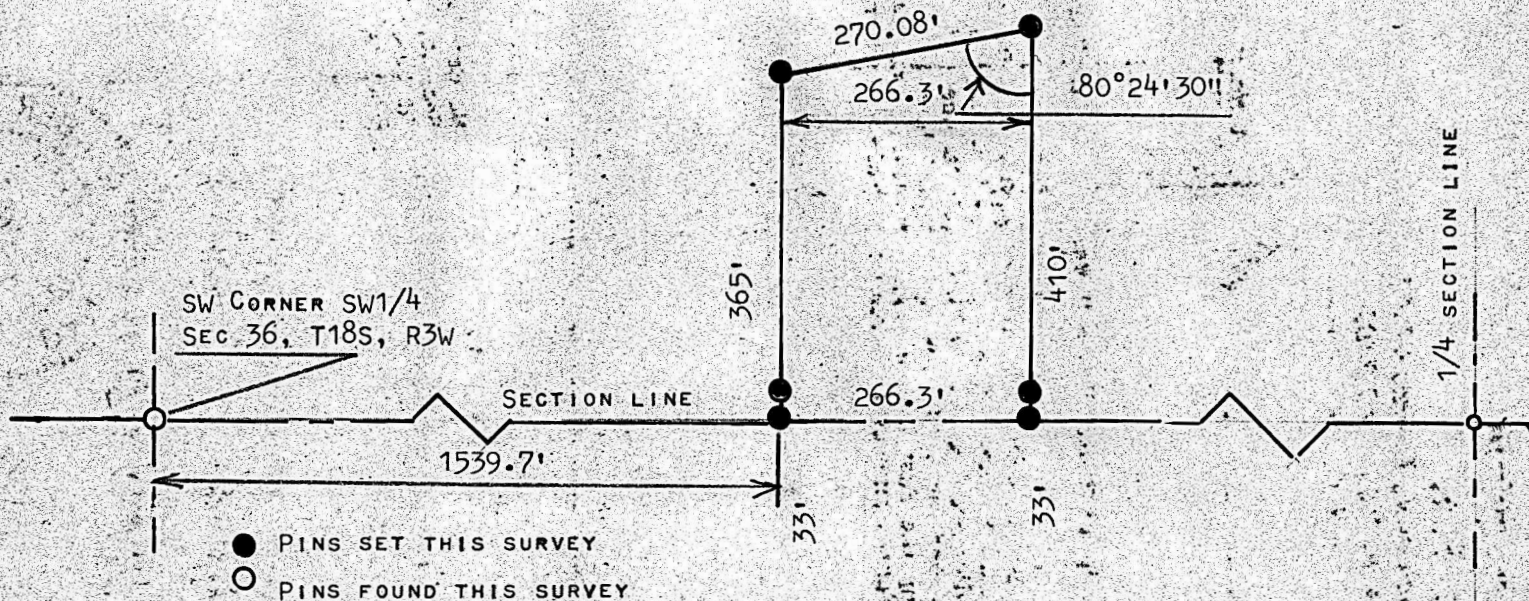 270.08'
266.3'
80°24'30"
365'
410'
1/4 SECTION LINE
SW CORNER SW1/4
SEC 36, T18S, R3W
SECTION LINE
266.3'
1539.7'
33'
33'
PINS SET THIS SURVEY
PINS FOUND THIS SURVEY